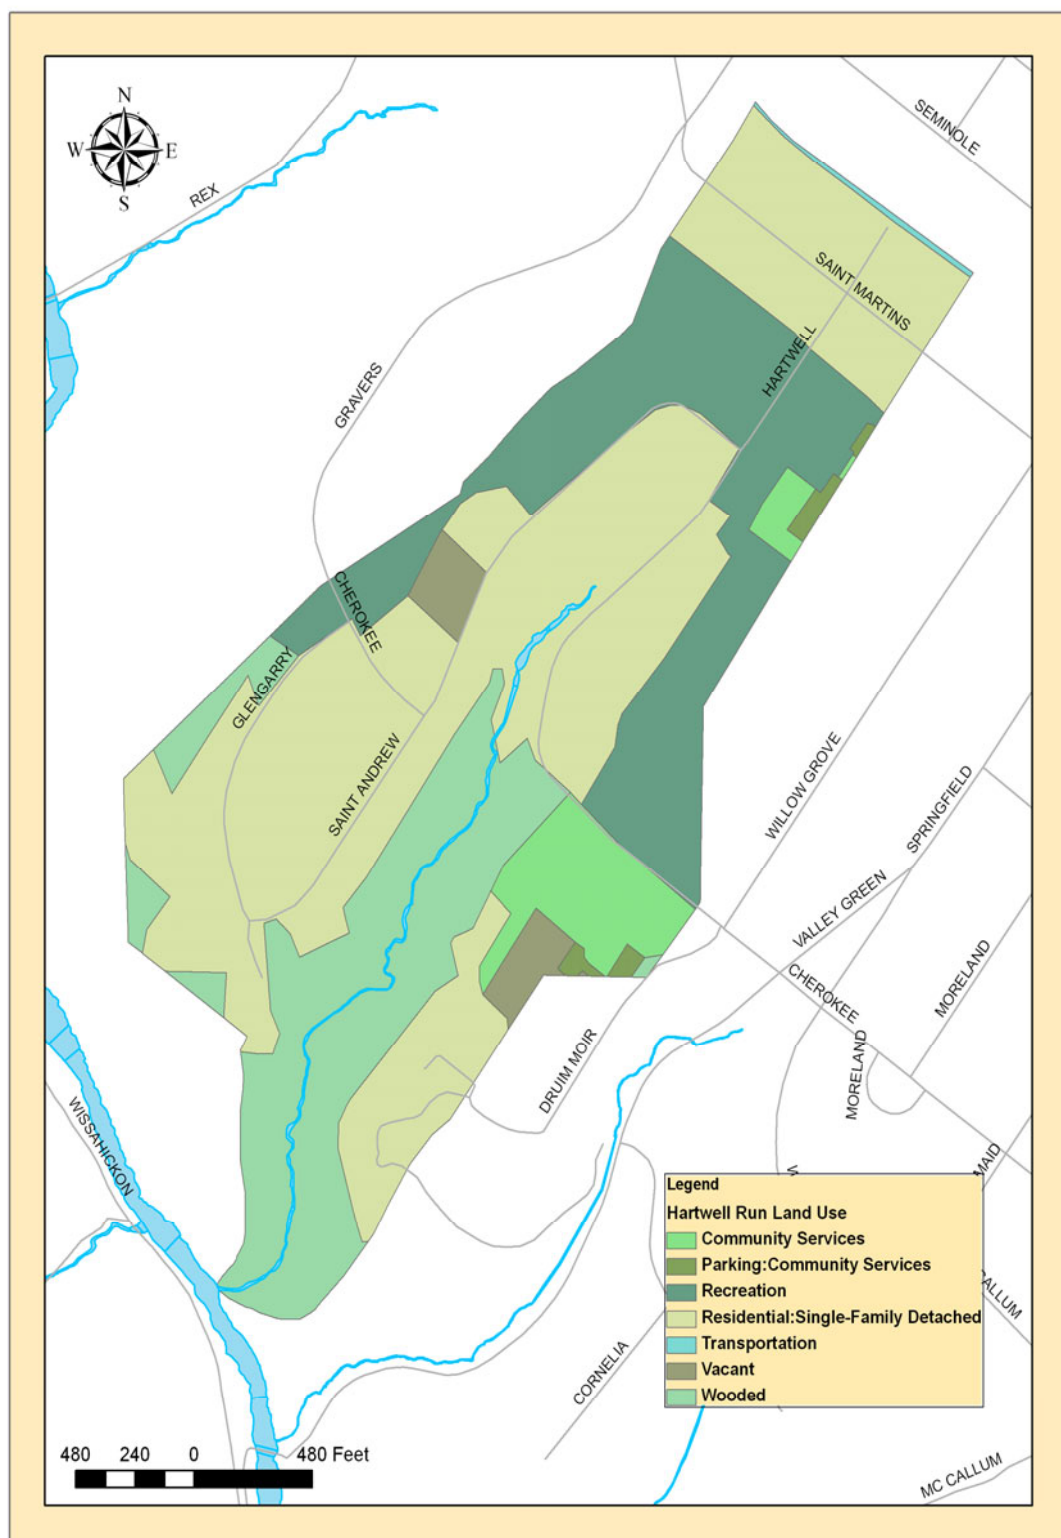 N
W E
S
SEMINOLE
REX
SAINT MARTINS
HARTWELL
GRAVERS
CHEROKEE
GLENGARRY
SAINT ANDREW
WILLOW GROVE
SPRINGFIELD
VALLEY GREEN
MORELAND
CHEROKEE
DRUIM MOIR
MORELAND
WISSAHICKON
MAID
W
CALLUM
Legend
Hartwell Run Land Use
Community Services
Parking:Community Services
Recreation
Residential:Single-Family Detached
Transportation
Vacant
Wooded
CORNELIA
480 240 0 480 Feet
MC CALLUM